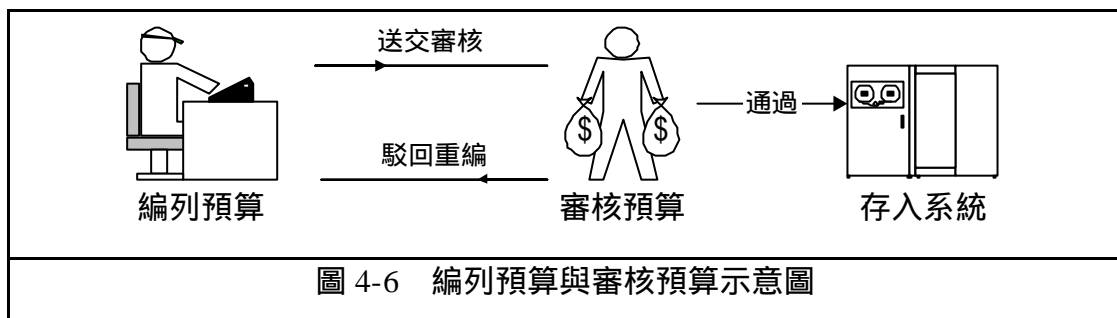 送交審核
通過
駁回重編
$ $
編列預算
審核預算
存入系統
圖 4-6　編列預算與審核預算示意圖